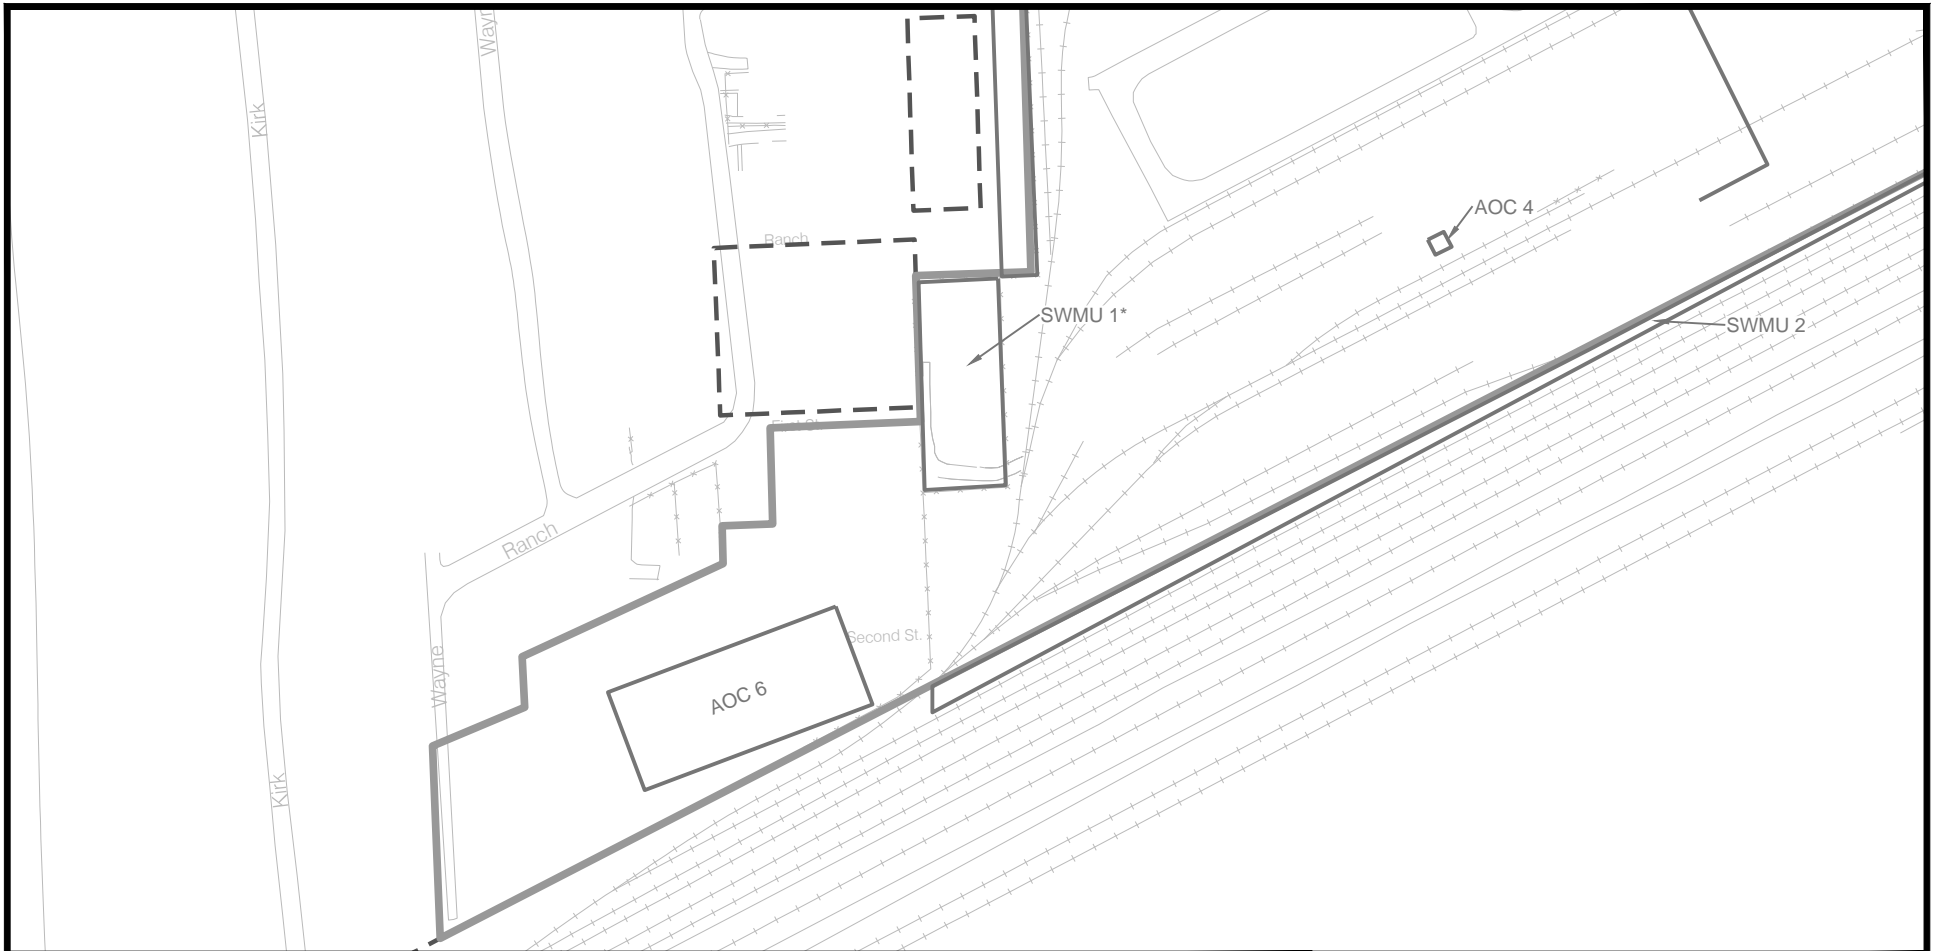 Kirk
Ranch
AOC 4
SWMU 1*
SWMU 2
Ranch
Second St.
Wayne
AOC 6
Kirk